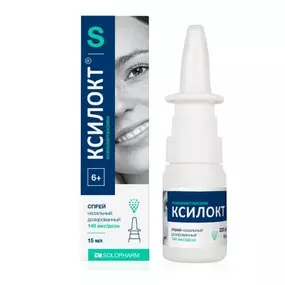 S
КСИЛОКТ®
6+
СПРЕЙ
назальный
дозированный
140 мкг/доза
15 мл
SOLOPHARM
КСИЛОКТ
спрей назальный
дозированный
140 мкг/доза